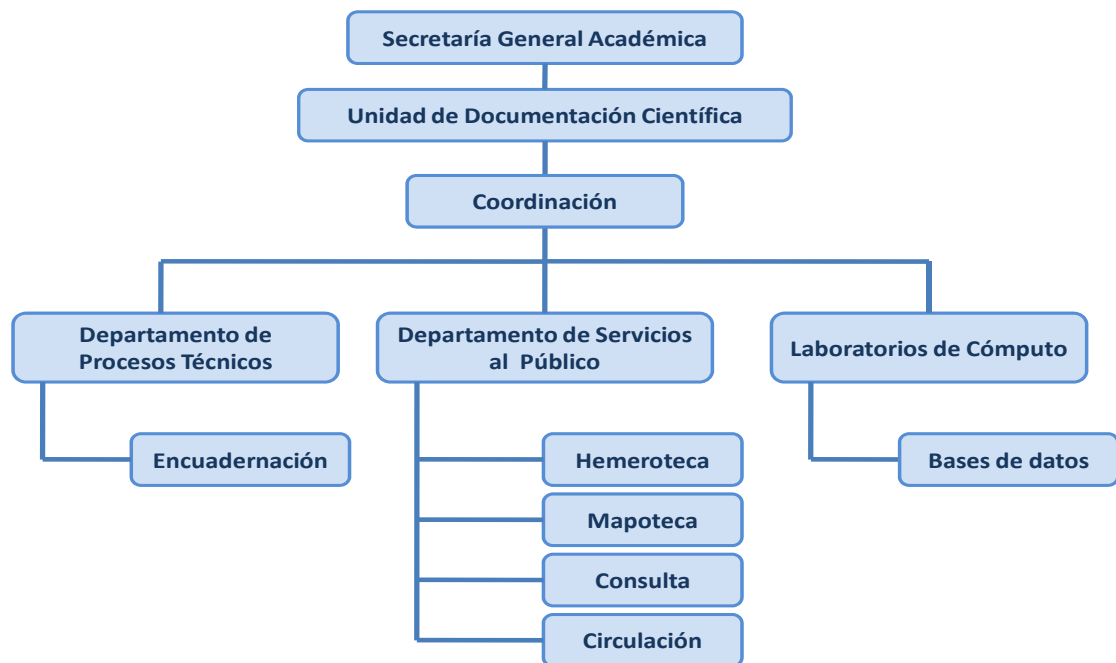 Secretaría General Académica
Unidad de Documentación Científica
Coordinación
Departamento de
Procesos Técnicos
Departamento de Servicios
al Público
Laboratorios de Cómputo
Encuadernación
Hemeroteca
Bases de datos
Mapoteca
Consulta
Circulación